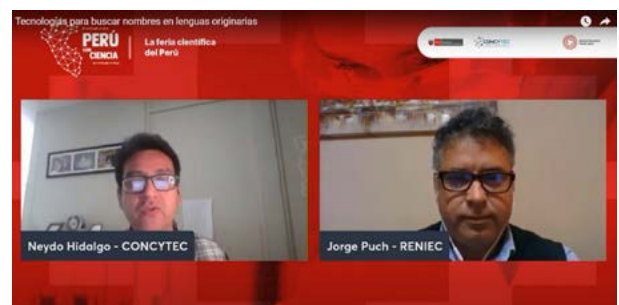 Tecnologías para buscar nombres en lenguas originarias
PERÚ
CON
CIENCIA
La feria científica
del Perú
CONCYTEC
Neydo Hidalgo - CONCYTEC
Jorge Puch - RENIEC